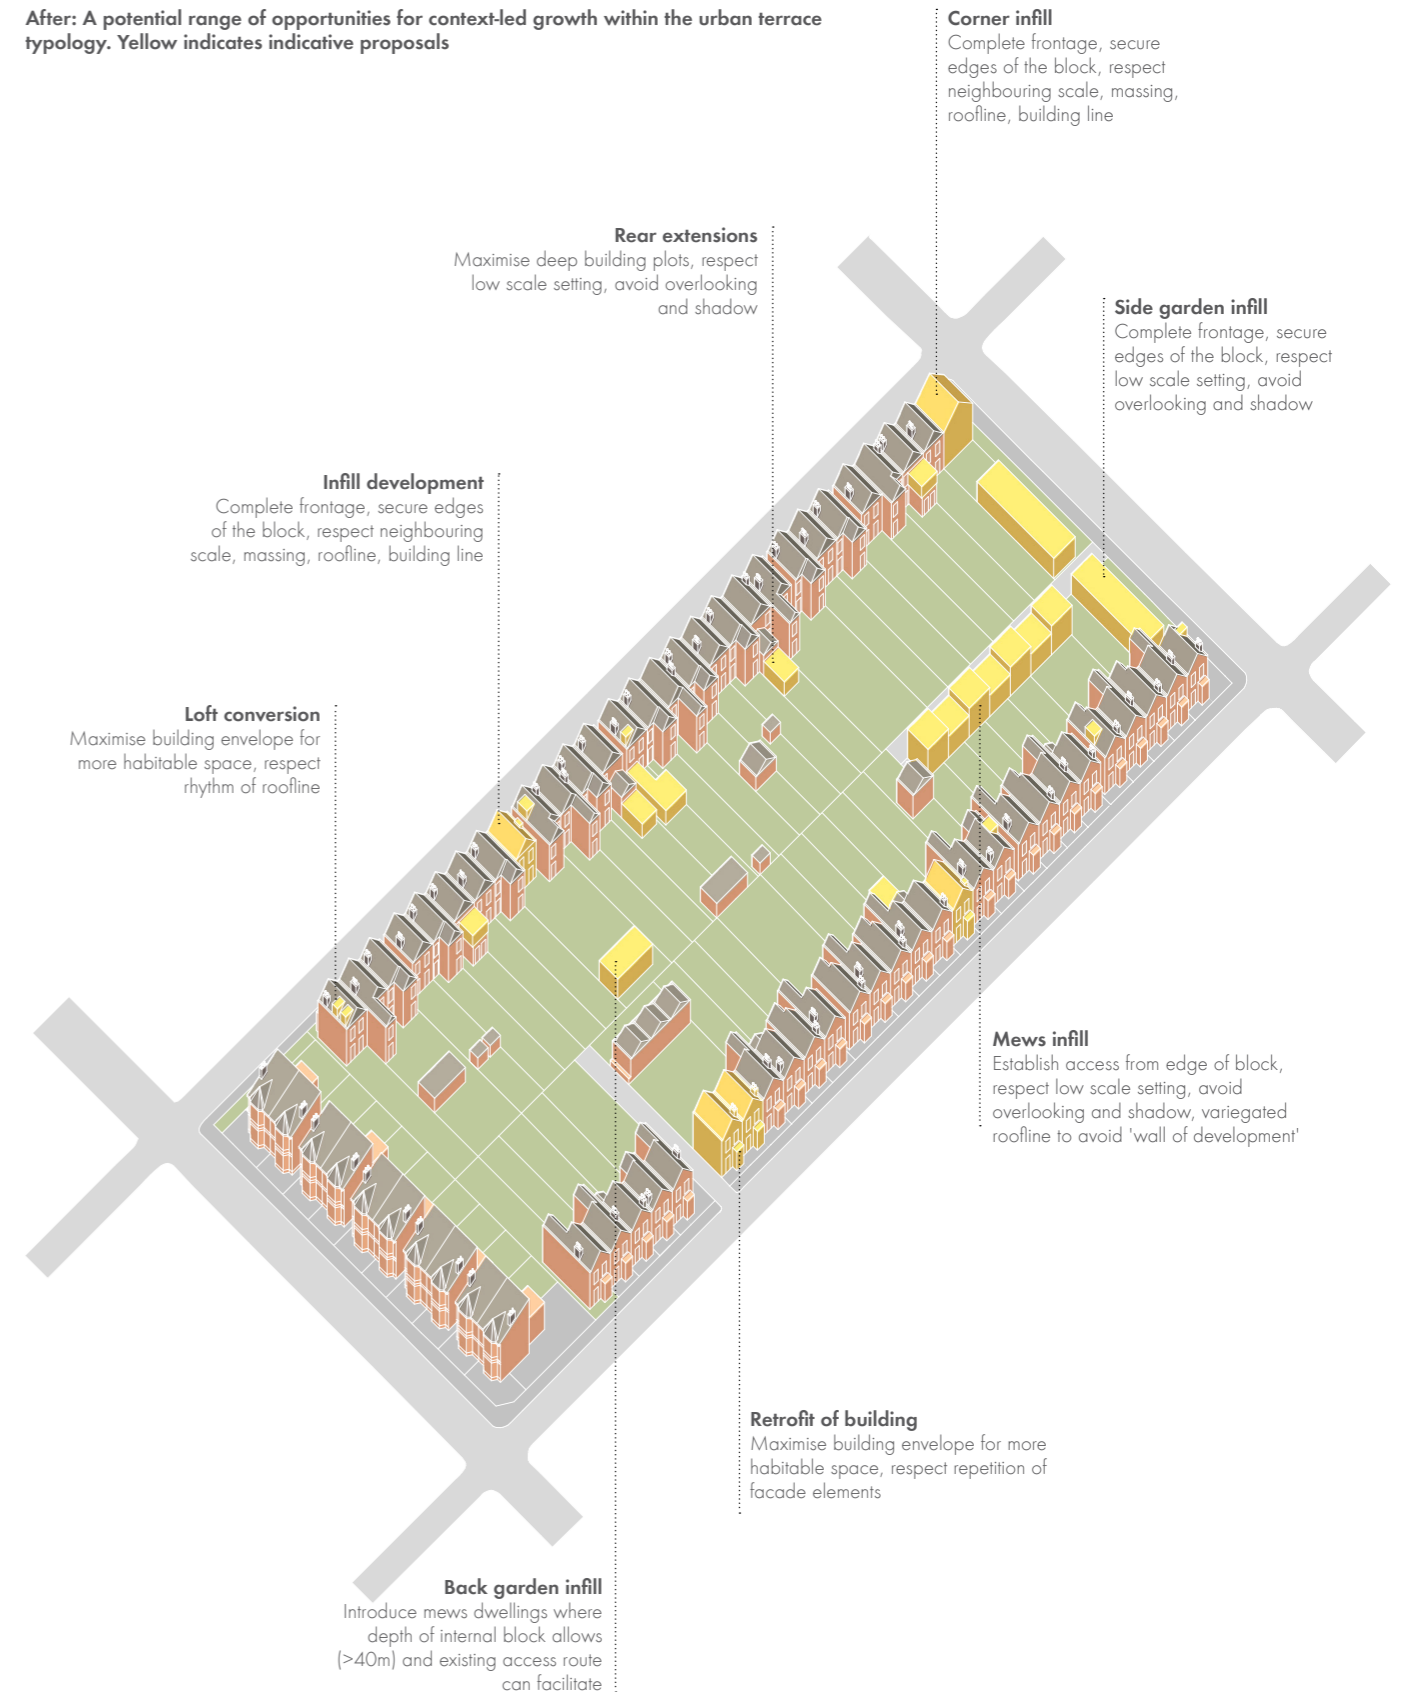 After: A potential range of opportunities for context-led growth within the urban terrace
typology. Yellow indicates indicative proposals
Corner infill
Complete frontage, secure
edges of the block, respect
neighbouring scale, massing,
roofline, building line
Rear extensions
Maximise deep building plots, respect
low scale setting, avoid overlooking
and shadow
Side garden infill
Complete frontage, secure
edges of the block, respect
low scale setting, avoid
overlooking and shadow
Infill development
Complete frontage, secure edges
of the block, respect neighbouring
scale, massing, roofline, building line
Loft conversion
Maximise building envelope for
more habitable space, respect
rhythm of roofline
Mews infill
Establish access from edge of block,
respect low scale setting, avoid
overlooking and shadow, variegated
roofline to avoid 'wall of development'
Retrofit of building
Maximise building envelope for more
habitable space, respect repetition of
facade elements
Back garden infill
Introduce mews dwellings where
depth of internal block allows
(>40m) and existing access route
can facilitate